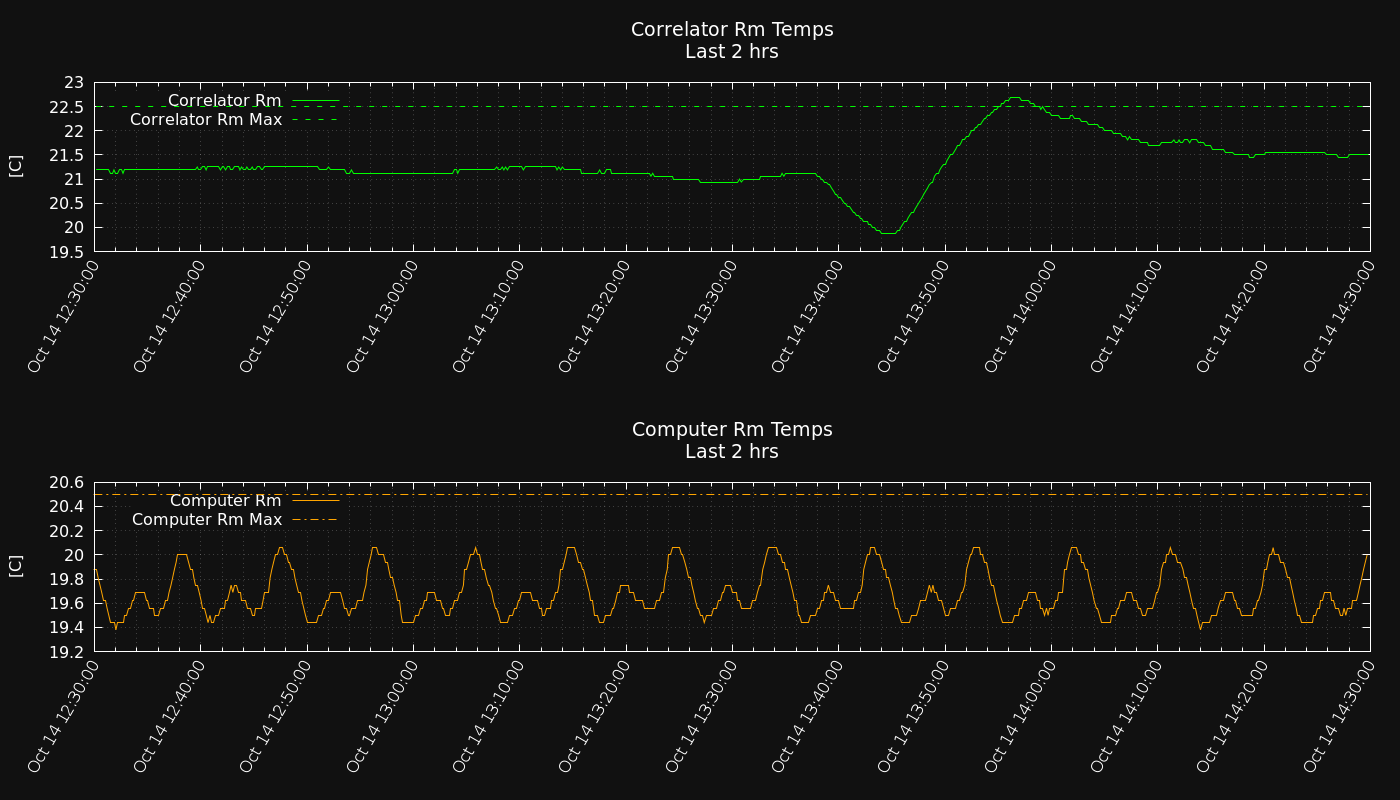 Correlator Rm Temps
Last 2 hrs
23
22.5
22
21.5
21
20.5
20
19.5
[C]
Correlator Rm
Correlator Rm Max
Oct 14 12:30:00
Oct 14 12:40:00
Oct 14 12:50:00
Oct 14 13:00:00
Oct 14 13:10:00
Oct 14 13:20:00
Oct 14 13:30:00
Oct 14 13:40:00
Oct 14 13:50:00
Oct 14 14:00:00
Oct 14 14:10:00
Oct 14 14:20:00
Oct 14 14:30:00
Computer Rm Temps
Last 2 hrs
20.6
20.4
20.2
20
19.8
19.6
19.4
19.2
[C]
Computer Rm
Computer Rm Max
Oct 14 12:30:00
Oct 14 12:40:00
Oct 14 12:50:00
Oct 14 13:00:00
Oct 14 13:10:00
Oct 14 13:20:00
Oct 14 13:30:00
Oct 14 13:40:00
Oct 14 13:50:00
Oct 14 14:00:00
Oct 14 14:10:00
Oct 14 14:20:00
Oct 14 14:30:00